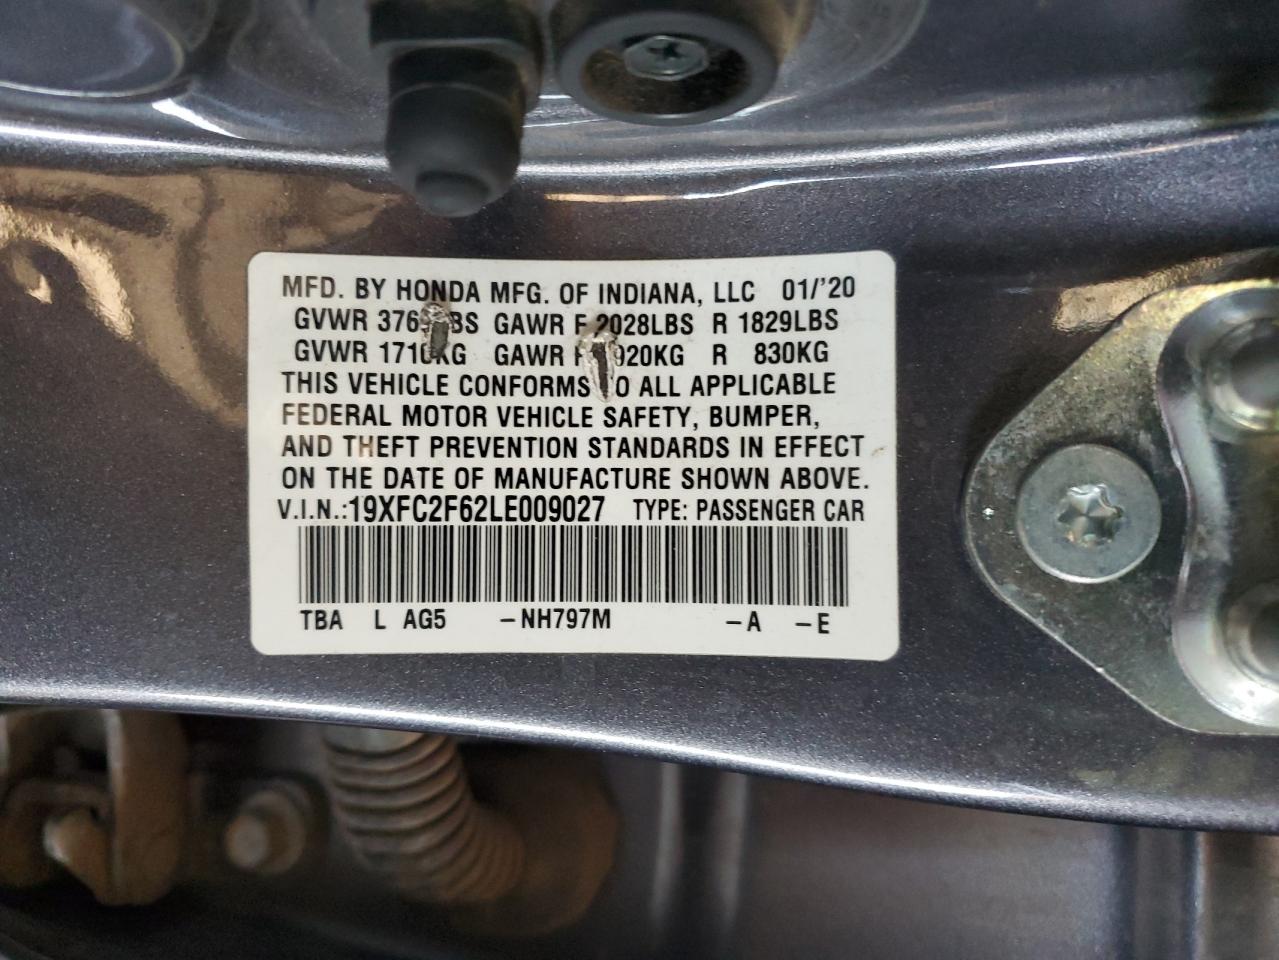 MFD. BY HONDA MFG. OF INDIANA, LLC 01/'20
GVWR GAWR F 2028LBS R 1829LBS
GVWR GAWR R 830KG
THIS VEHICLE CONFORMS TO ALL APPLICABLE
FEDERAL MOTOR VEHICLE SAFETY, BUMPER,
AND THEFT PREVENTION STANDARDS IN EFFECT
ON THE DATE OF MANUFACTURE SHOWN ABOVE.
V.I.N.:19XFC2F62LE009027 TYPE: PASSENGER CAR
TBA L AG5 -NH797M -A -E